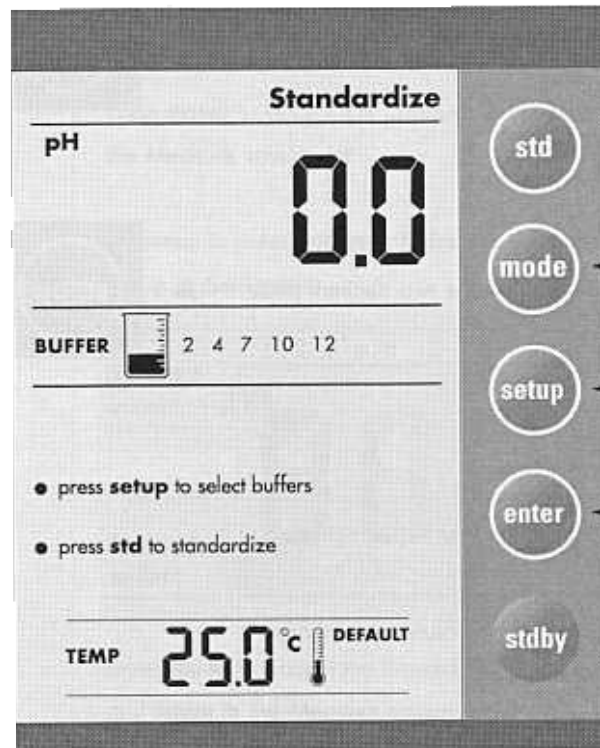 Standardize
pH
0.0
BUFFER 2 4 7 10 12
• press setup to select buffers
• press std to standardize
TEMP 25.0 °C DEFAULT
std
mode
setup
enter
stdby